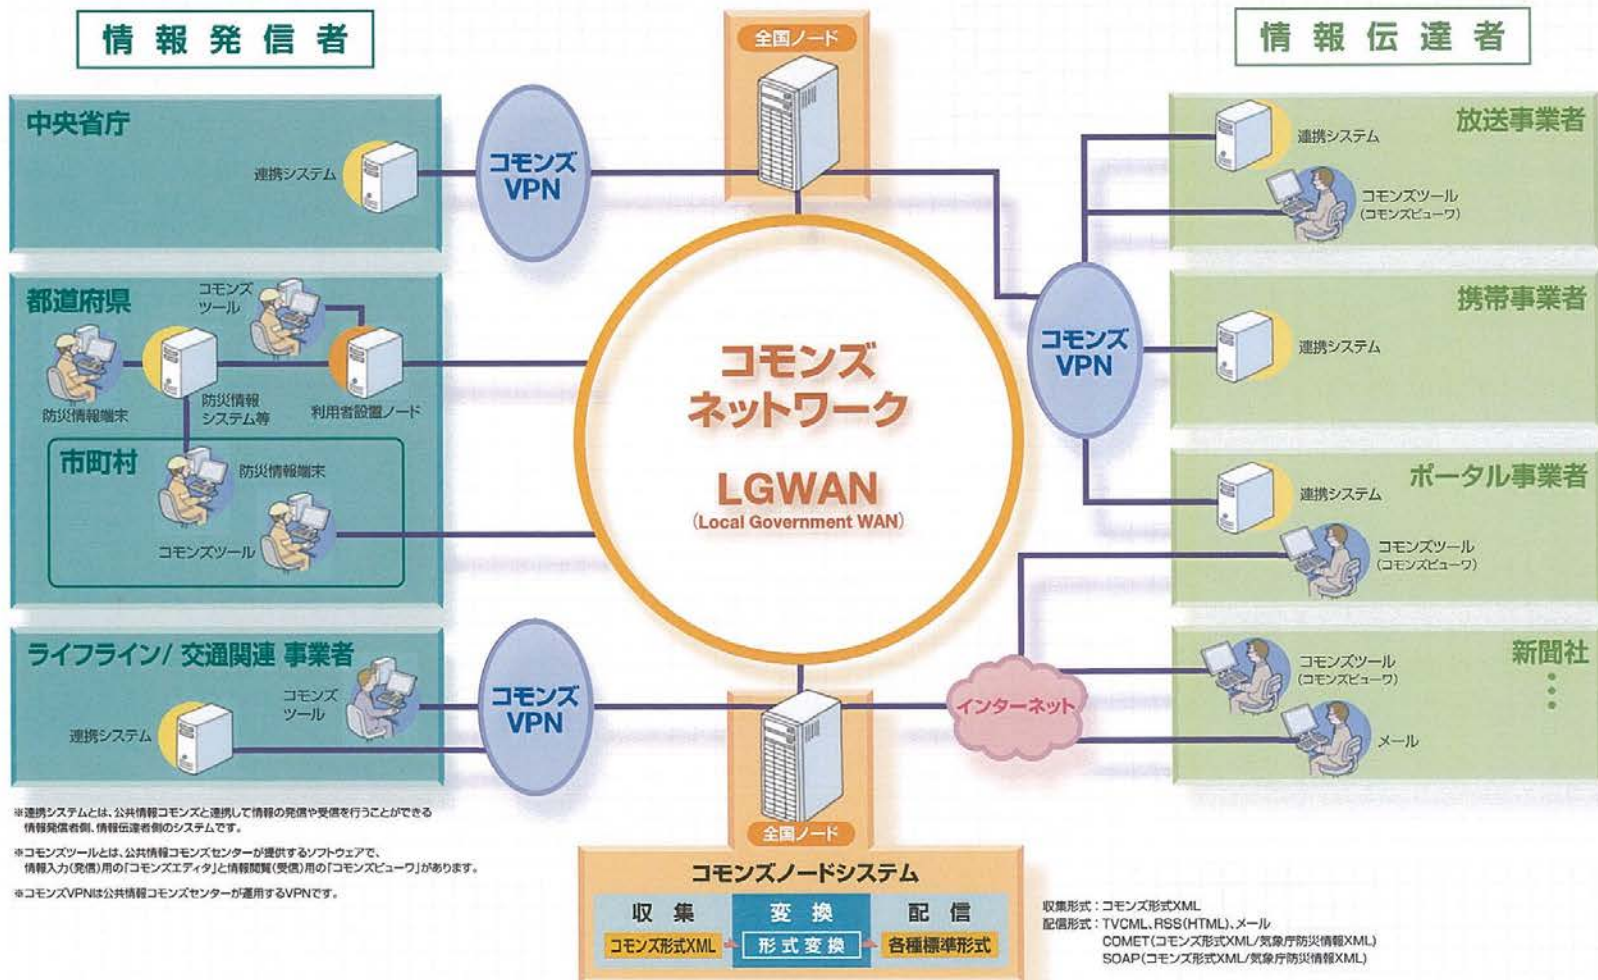 情報発信者
全国ノード
情報伝達者
中央省庁
連携システム
コモンズ
VPN
放送事業者
連携システム
コモンズツール
(コモンズビューワ)
都道府県
コモンズ
ツール
防災情報端末
防災情報
システム等
利用者設置ノード
市町村
防災情報端末
コモンズツール
コモンズ
ネットワーク
LGWAN
(Local Government WAN)
コモンズ
VPN
携帯事業者
連携システム
ポータル事業者
連携システム
コモンズツール
(コモンズビューワ)
ライフライン/ 交通関連 事業者
コモンズ
ツール
連携システム
コモンズ
VPN
インターネット
新聞社
コモンズツール
(コモンズビューワ)
メール
※連携システムとは、公共情報コモンズと連携して情報の発信や受信を行うことができる
情報発信者側、情報伝達者側のシステムです。
※コモンズツールとは、公共情報コモンズセンターが提供するソフトウェアで、
情報入力(発信)用の「コモンズエディタ」と情報閲覧(受信)用の「コモンズビューワ」があります。
※コモンズVPNは公共情報コモンズセンターが運用するVPNです。
全国ノード
コモンズノードシステム
収集
変換
配信
コモンズ形式XML
形式変換
各種標準形式
収集形式：コモンズ形式XML
配信形式：TVCML、RSS(HTML)、メール
COMET(コモンズ形式XML/気象庁防災情報XML)
SOAP(コモンズ形式XML/気象庁防災情報XML)